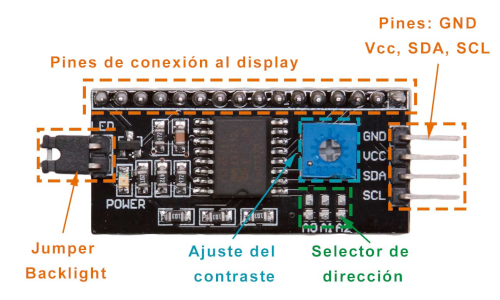 Pines: GND
Vcc, SDA, SCL
Pines de conexión al display
LED
GND
VCC
SDA
SCL
POWER
A0 A1 A2
Jumper
Backlight
Ajuste del
contraste
Selector de
dirección